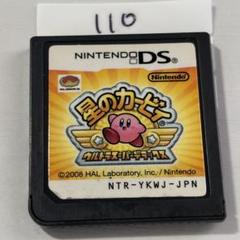 110
NINTENDO DS
Nintendo
星のカービィ
ウルトラスーパーデラックス
©2008 HAL Laboratory, Inc. / Nintendo
NTR-YKWJ-JPN